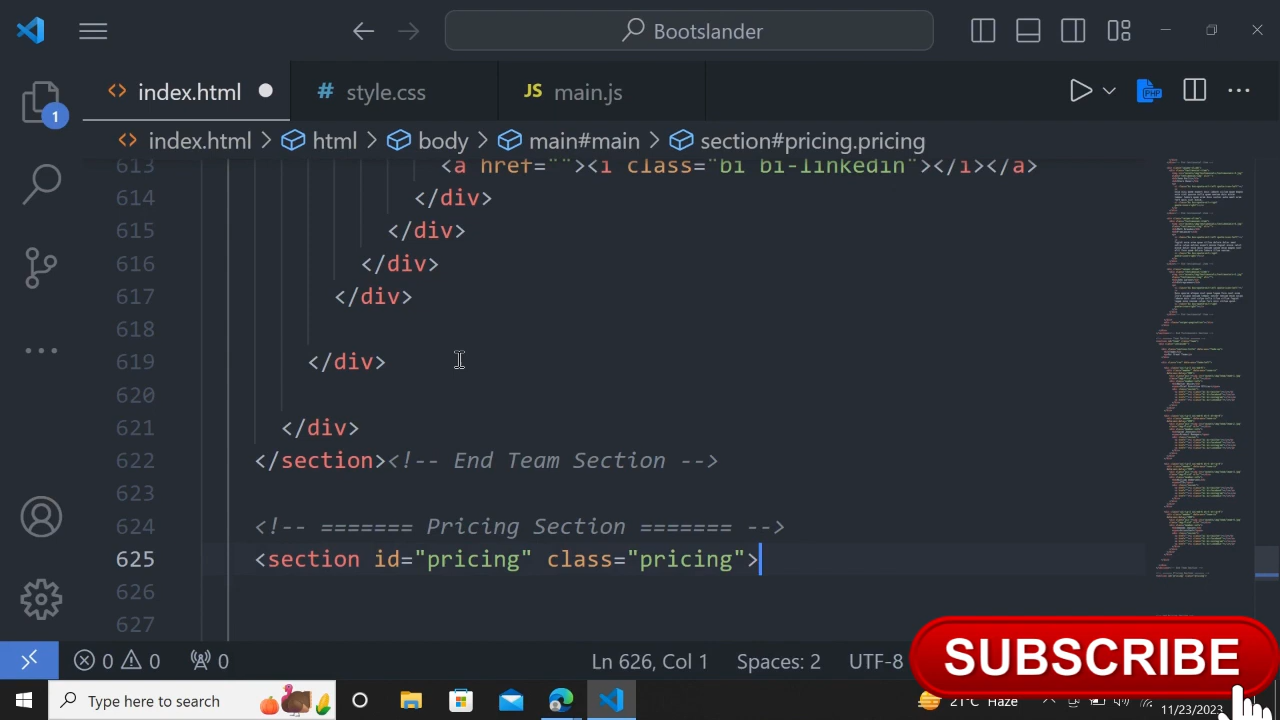 Bootslander
index.html
# style.css
JS main.js
PHP
1
index.html > html > body > main#main > section#pricing.pricing
613 <a href=""><i class="bi bi-linkedin"></i></a>
614 </div>
615 </div>
616 </div>
617 </div>
618
619 </div>
620
621 </div>
622 </section><!-- End Team Section -->
623
624 <!-- ======= Pricing Section ======= -->
625 <section id="pricing" class="pricing">
626
627
0 0 0 Ln 626, Col 1 Spaces: 2 UTF-8
SUBSCRIBE
Type here to search
21°C Haze
11/23/2023